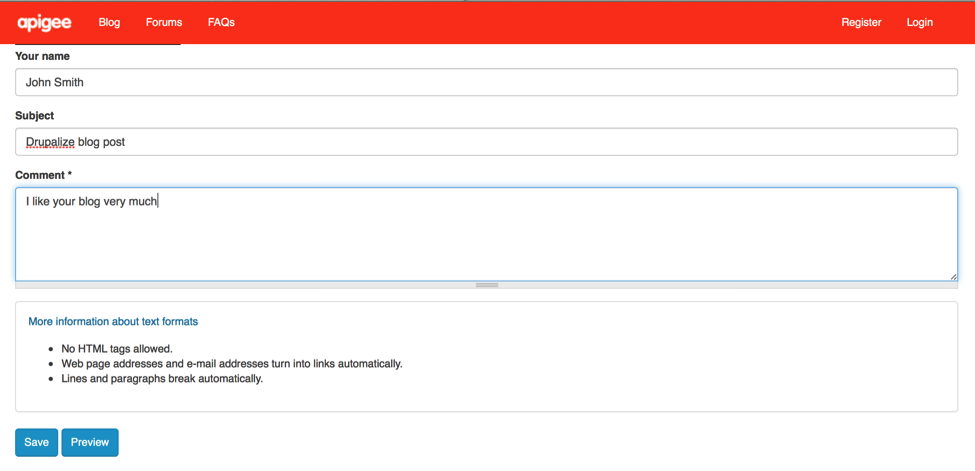 apigee Blog Forums FAQs Register Login
Your name
John Smith
Subject
Drupalize blog post
Comment *
I like your blog very much
More information about text formats
No HTML tags allowed.
Web page addresses and e-mail addresses turn into links automatically.
Lines and paragraphs break automatically.
Save Preview